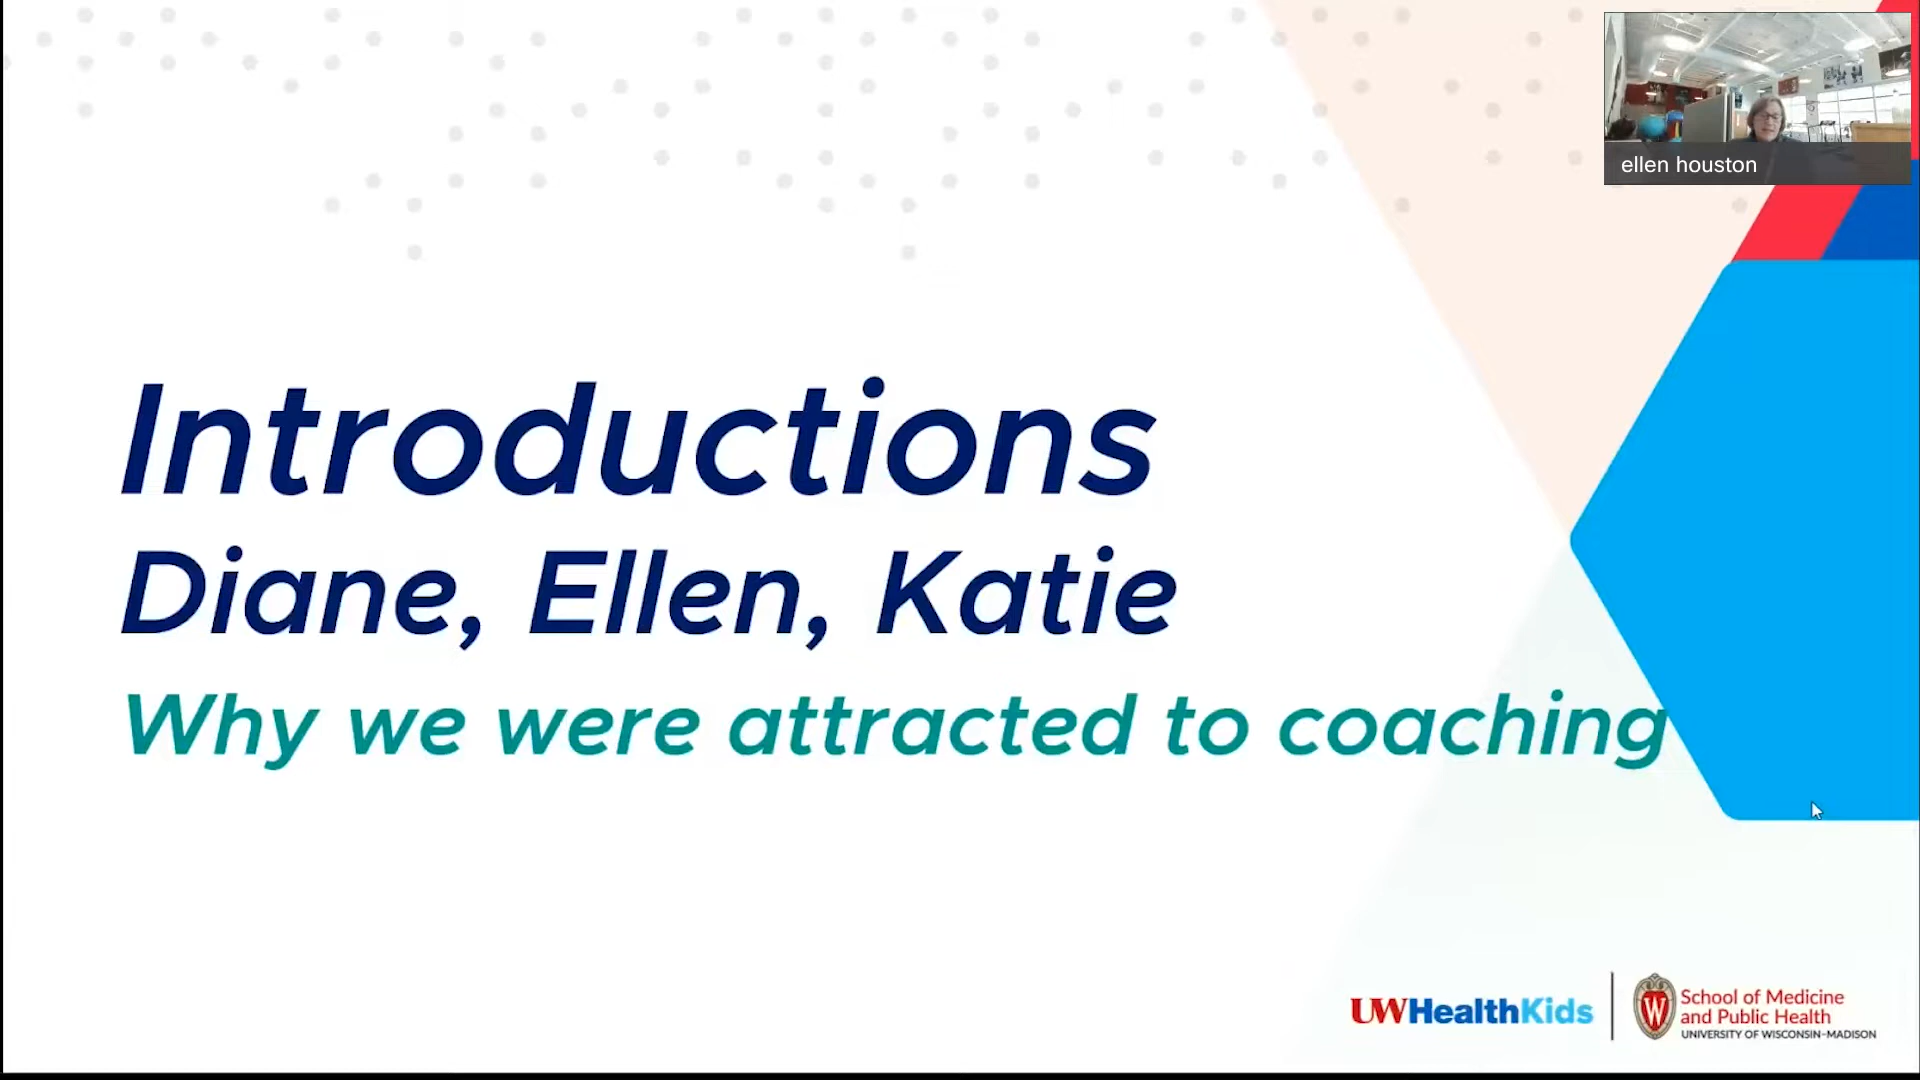 ellen houston
Introductions
Diane, Ellen, Katie
Why we were attracted to coaching
UWHealthKids
W
School of Medicine
and Public Health
UNIVERSITY OF WISCONSIN–MADISON